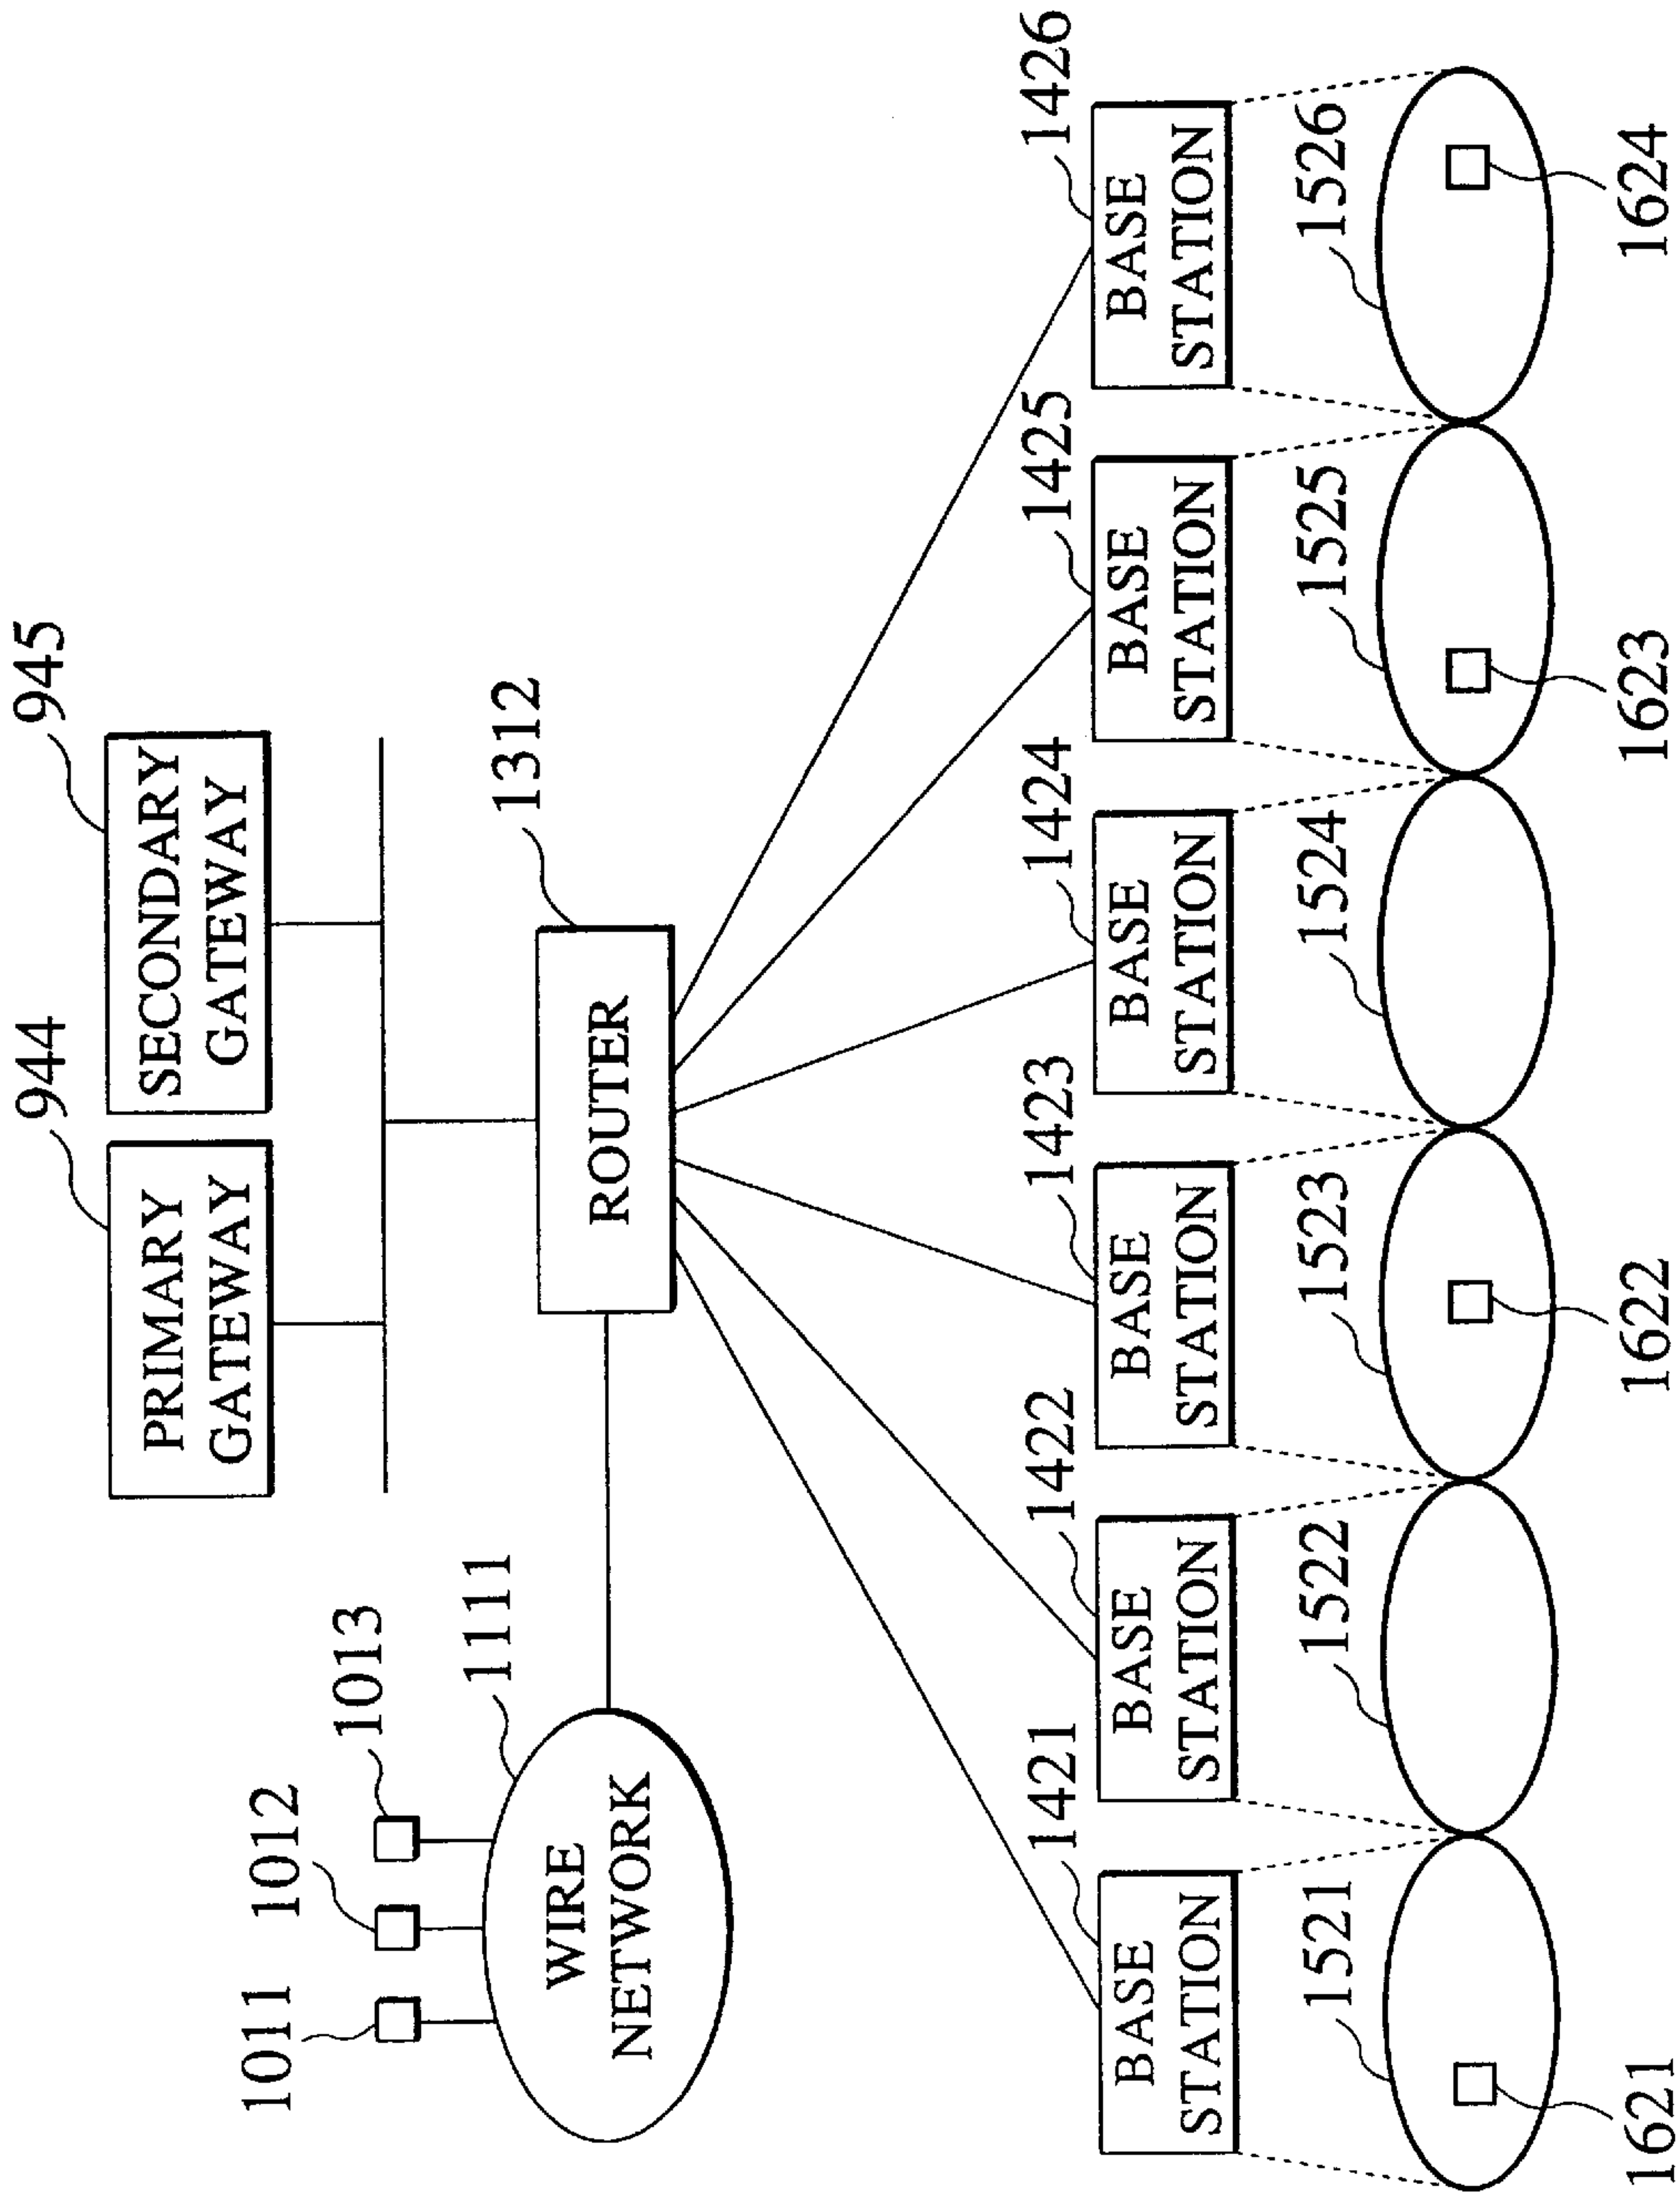 944
945
PRIMARY
GATEWAY
SECONDARY
GATEWAY
1011
1012
1013
1111
WIRE
NETWORK
1312
ROUTER
1421
1422
1423
1424
1425
1426
BASE
STATION
BASE
STATION
BASE
STATION
BASE
STATION
BASE
STATION
BASE
STATION
1521
1522
1523
1524
1525
1526
1621
1622
1623
1624